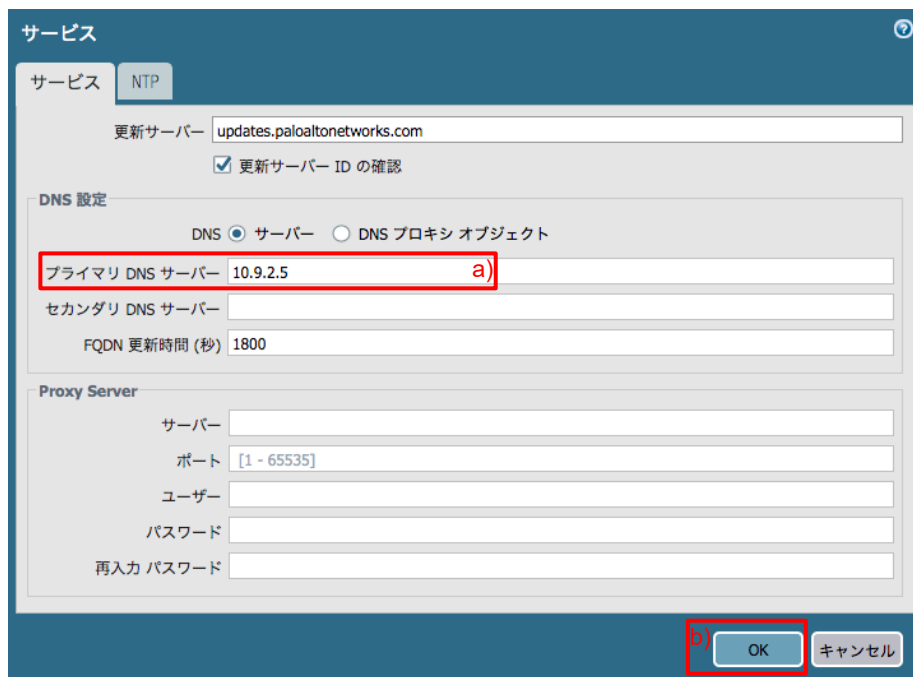 サービス
サービス NTP
更新サーバー updates.paloaltonetworks.com
更新サーバー ID の確認
DNS 設定
DNS サーバー DNS プロキシ オブジェクト
プライマリ DNS サーバー 10.9.2.5 a)
セカンダリ DNS サーバー
FQDN 更新時間 (秒) 1800
Proxy Server
サーバー
ポート [1 - 65535]
ユーザー
パスワード
再入力 パスワード
b) OK キャンセル